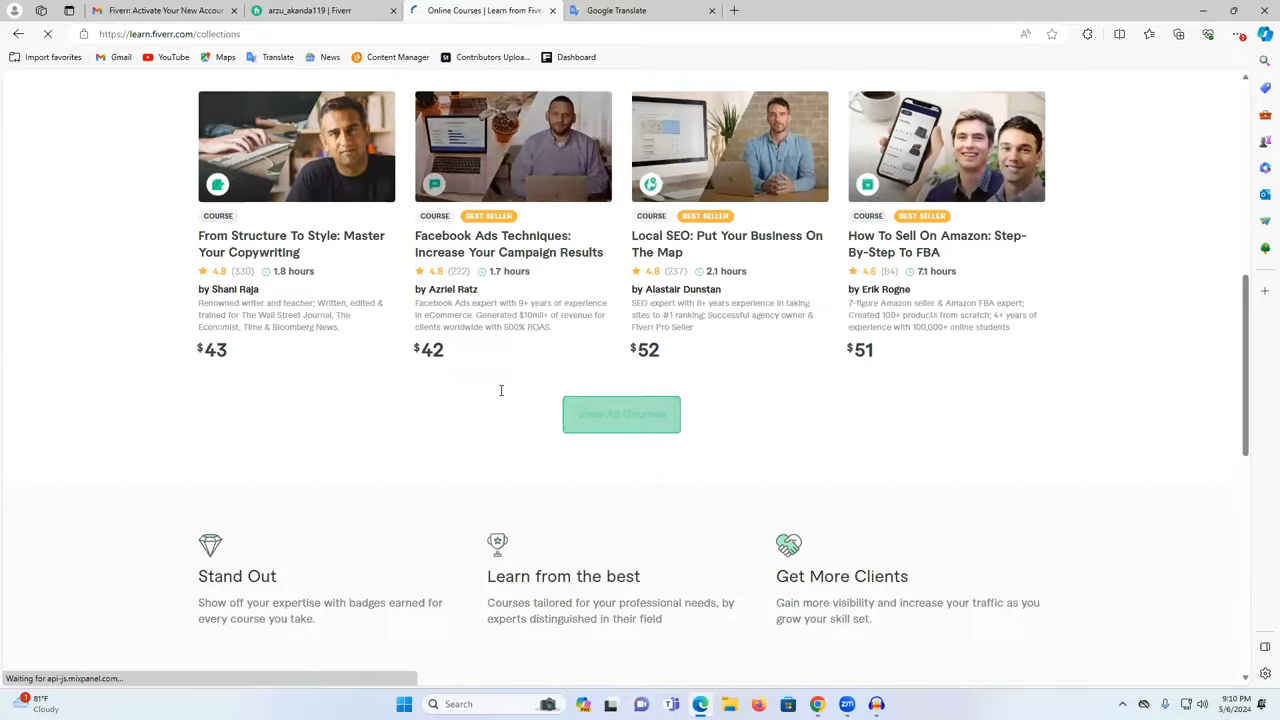 Fiverr: Activate Your New Accou
arzu_akanda119 | Fiverr
Online Courses | Learn from Five
Google Translate
https://learn.fiverr.com/collections
Import favorites
Gmail
YouTube
Maps
Translate
News
Content Manager
Contributors Uploa...
Dashboard
COURSE
From Structure To Style: Master
Your Copywriting
4.8 (330) 1.8 hours
by Shani Raja
Renowned writer and teacher; Written, edited &
trained for The Wall Street Journal, The
Economist, Time & Bloomberg News.
$43
COURSE BEST SELLER
Facebook Ads Techniques:
Increase Your Campaign Results
4.8 (222) 1.7 hours
by Azriel Ratz
Facebook Ads expert with 9+ years of experience
in eCommerce. Generated $10mil+ of revenue for
clients worldwide with 500% ROAS.
$42
COURSE BEST SELLER
Local SEO: Put Your Business On
The Map
4.8 (237) 2.1 hours
by Alastair Dunstan
SEO expert with 8+ years experience in taking
sites to #1 ranking; Successful agency owner &
Fiverr Pro Seller
$52
COURSE BEST SELLER
How To Sell On Amazon: Step-
By-Step To FBA
4.6 (84) 7.1 hours
by Erik Rogne
7-figure Amazon seller & Amazon FBA expert;
Created 100+ products from scratch; 4+ years of
experience with 100,000+ online students
$51
View All Courses
Stand Out
Show off your expertise with badges earned for
every course you take.
Learn from the best
Courses tailored for your professional needs, by
experts distinguished in their field
Get More Clients
Gain more visibility and increase your traffic as you
grow your skill set.
Waiting for api-js.mixpanel.com...
1
81°F
Cloudy
Search
zm
9:10 PM
5/6/2024